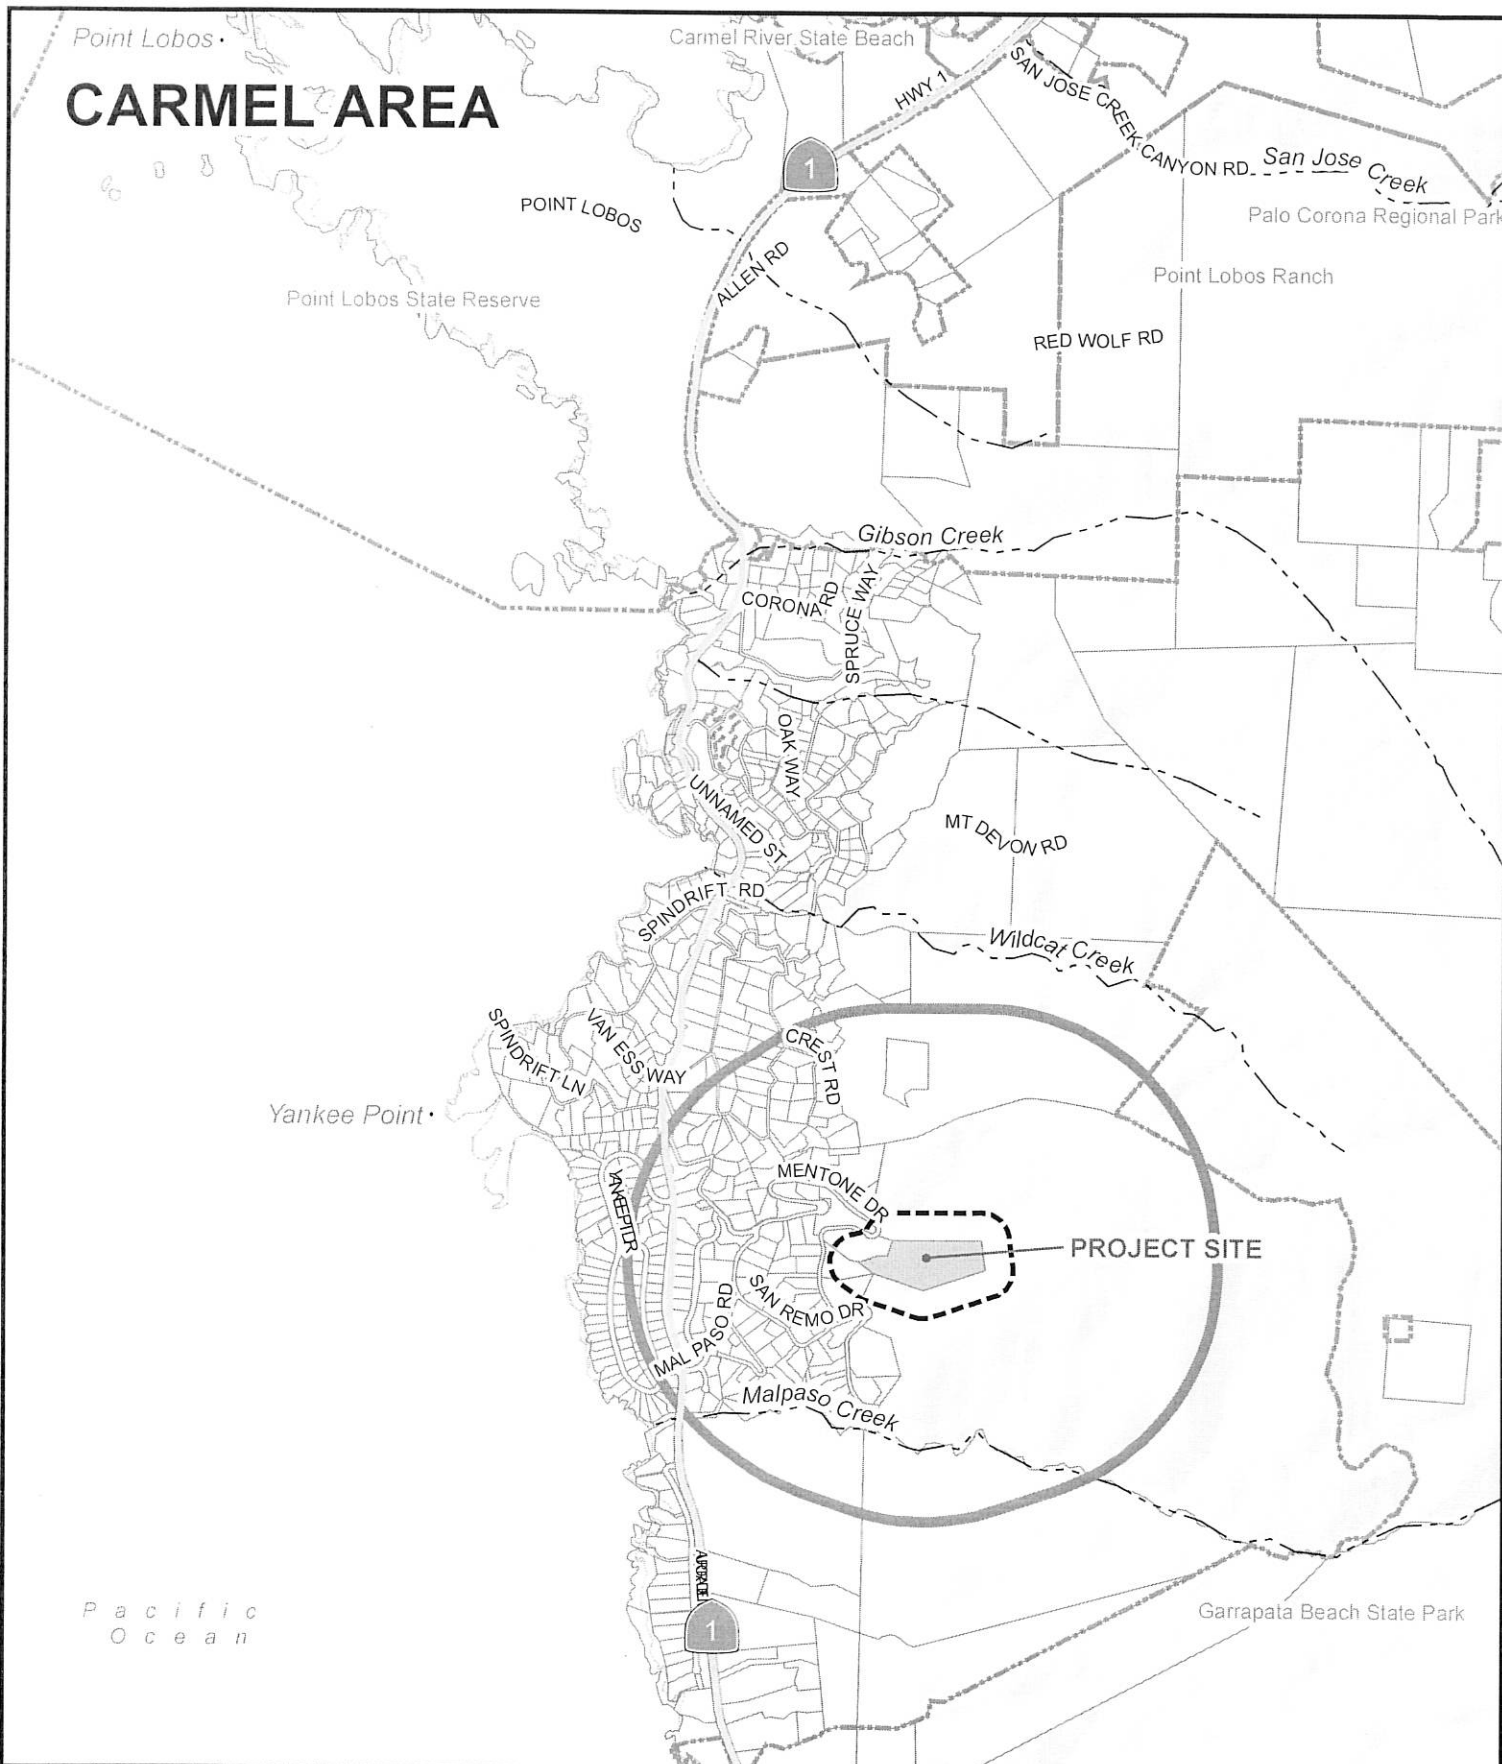 Point Lobos
Carmel River State Beach
CARMEL AREA
HWY 1
SAN JOSE CREEK CANYON RD
San Jose Creek
1
POINT LOBOS
Palo Corona Regional Park
ALLEN RD
Point Lobos State Reserve
Point Lobos Ranch
RED WOLF RD
Gibson Creek
CORONA RD
SPRUCE WAY
OAK WAY
UNNAMED ST
MT DEVON RD
SPINDRIFT RD
Wildcat Creek
SPINDRIFT LN
VAN ESS WAY
CREST RD
Yankee Point
MENTONE DR
PROJECT SITE
SAN REMO DR
MAL PASO RD
Malpaso Creek
Garrapata Beach State Park
1
Pacific
Ocean